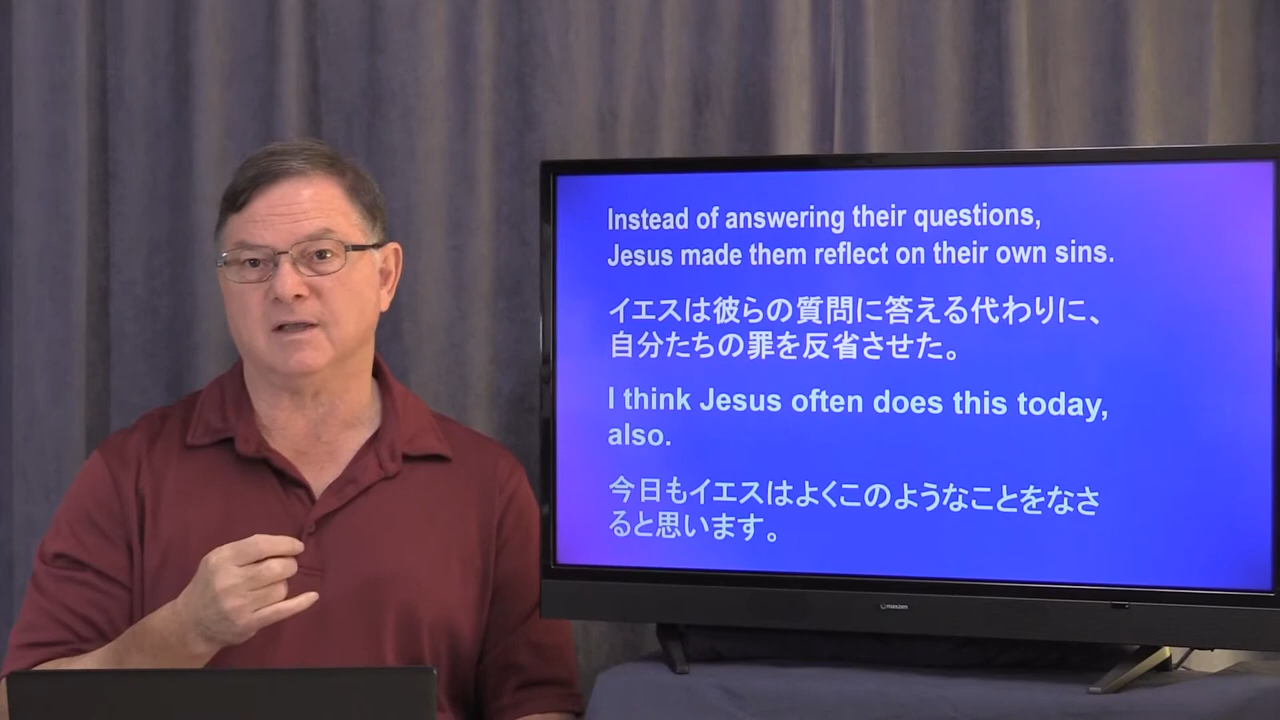 Instead of answering their questions,
Jesus made them reflect on their own sins.
イエスは彼らの質問に答える代わりに、
自分たちの罪を反省させた。
I think Jesus often does this today,
also.
今日もイエスはよくこのようなことをなさ
ると思います。
maxzen